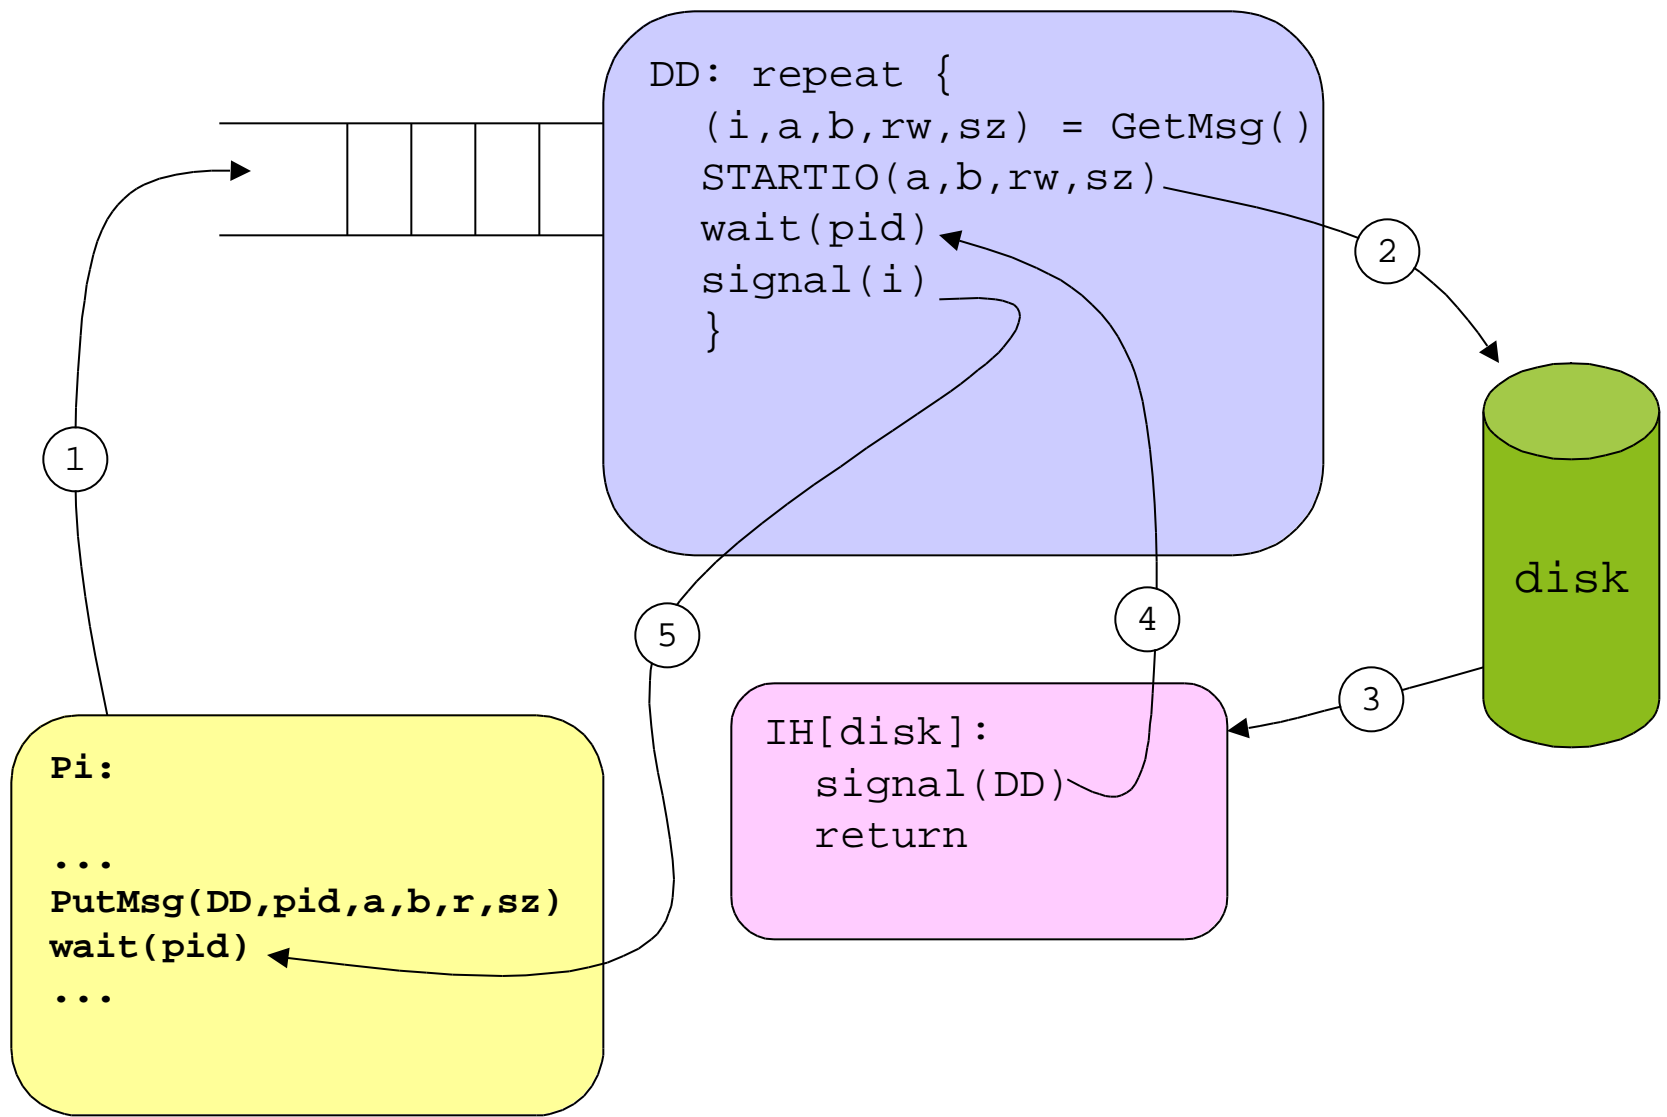 DD: repeat {
(i,a,b,rw,sz) = GetMsg()
STARTIO(a,b,rw,sz)
wait(pid)
signal(i)
}
2
1
disk
5
4
3
IH[disk]:
signal(DD)
return
Pi:
...
PutMsg(DD,pid,a,b,r,sz)
wait(pid)
...